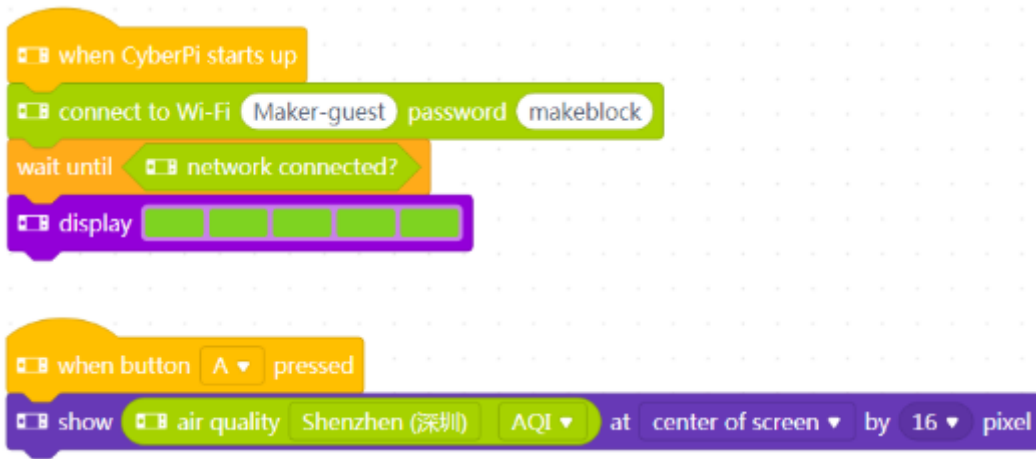 when CyberPi starts up
connect to Wi-Fi Maker-guest password makeblock
wait until network connected?
display
when button A pressed
show air quality Shenzhen (深圳) AQI at center of screen by 16 pixel